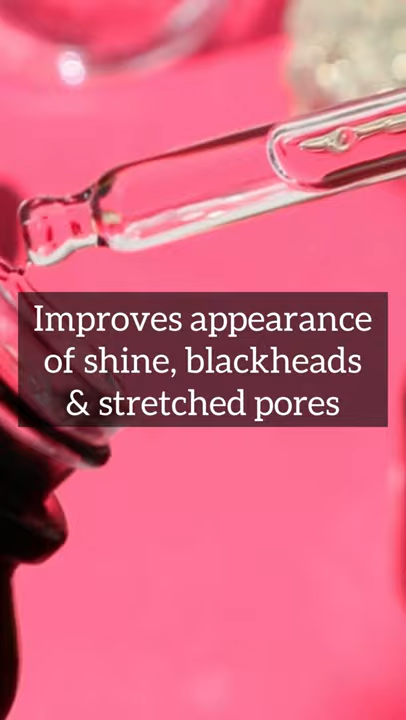 Improves appearance
of shine, blackheads
& stretched pores